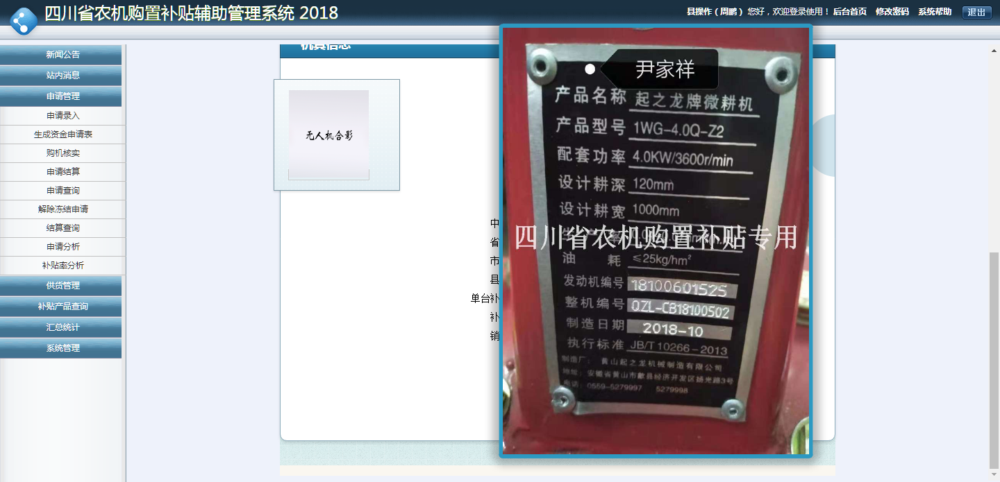 四川省农机购置补贴辅助管理系统 2018
县操作（周鹏）您好，欢迎登录使用！ 后台首页 修改密码 系统帮助 退出
新闻公告
站内消息
申请管理
申请录入
生成资金申请表
购机核实
申请结算
申请查询
解除冻结申请
结算查询
申请分析
补贴率分析
供货管理
补贴产品查询
汇总统计
系统管理
机具信息
无人机合影
中
省
市
县
单台补
补
销
尹家祥
产品名称 起之龙牌微耕机
产品型号 1WG-4.0Q-Z2
配套功率 4.0KW/3600r/min
设计耕深 120mm
设计耕宽 1000mm
四川省农机购置补贴专用
油 耗 ≤25kg/hm²
发动机编号 18100601525
整机编号 QZL-CB18100502
制造日期 2018-10
执行标准 JB/T10266-2013
制造厂： 黄山起之龙机械制造有限公司
地址： 安徽省黄山市歙县经济开发区扬光路3号
电话：0559-5279997 5279998